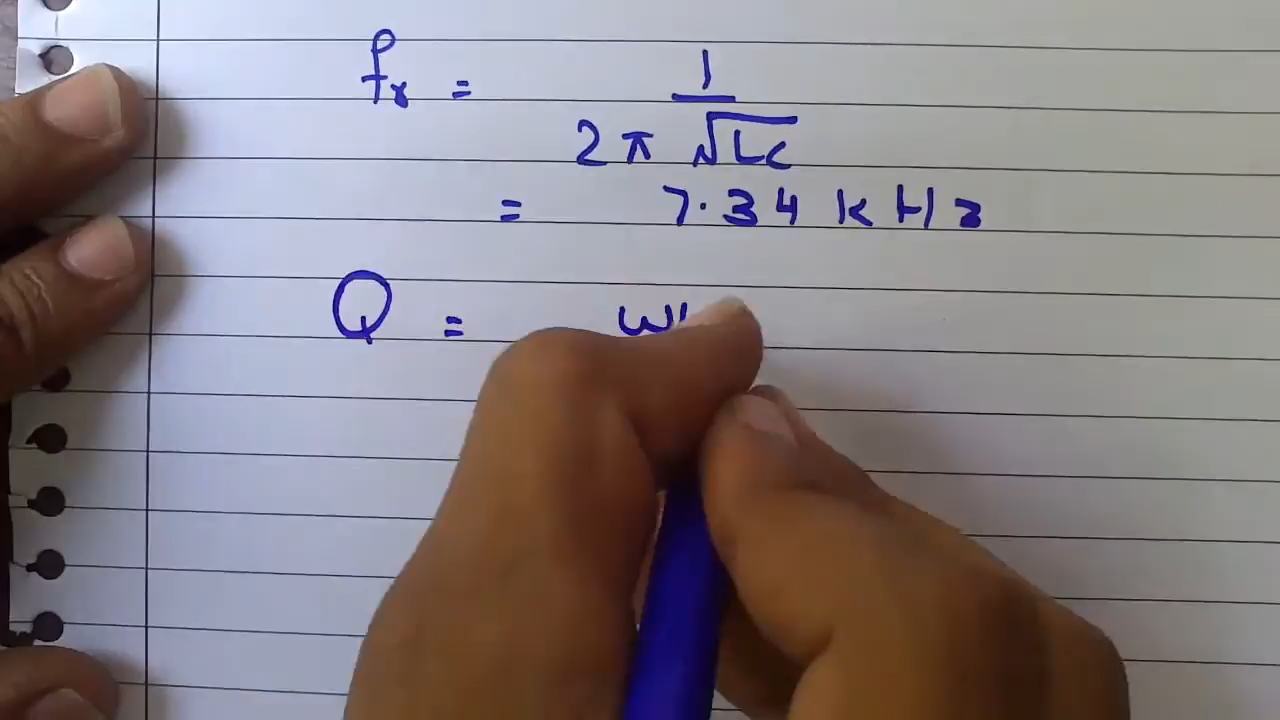 fr = 1 / 2π √LC
= 7.34 kHz
Q = w